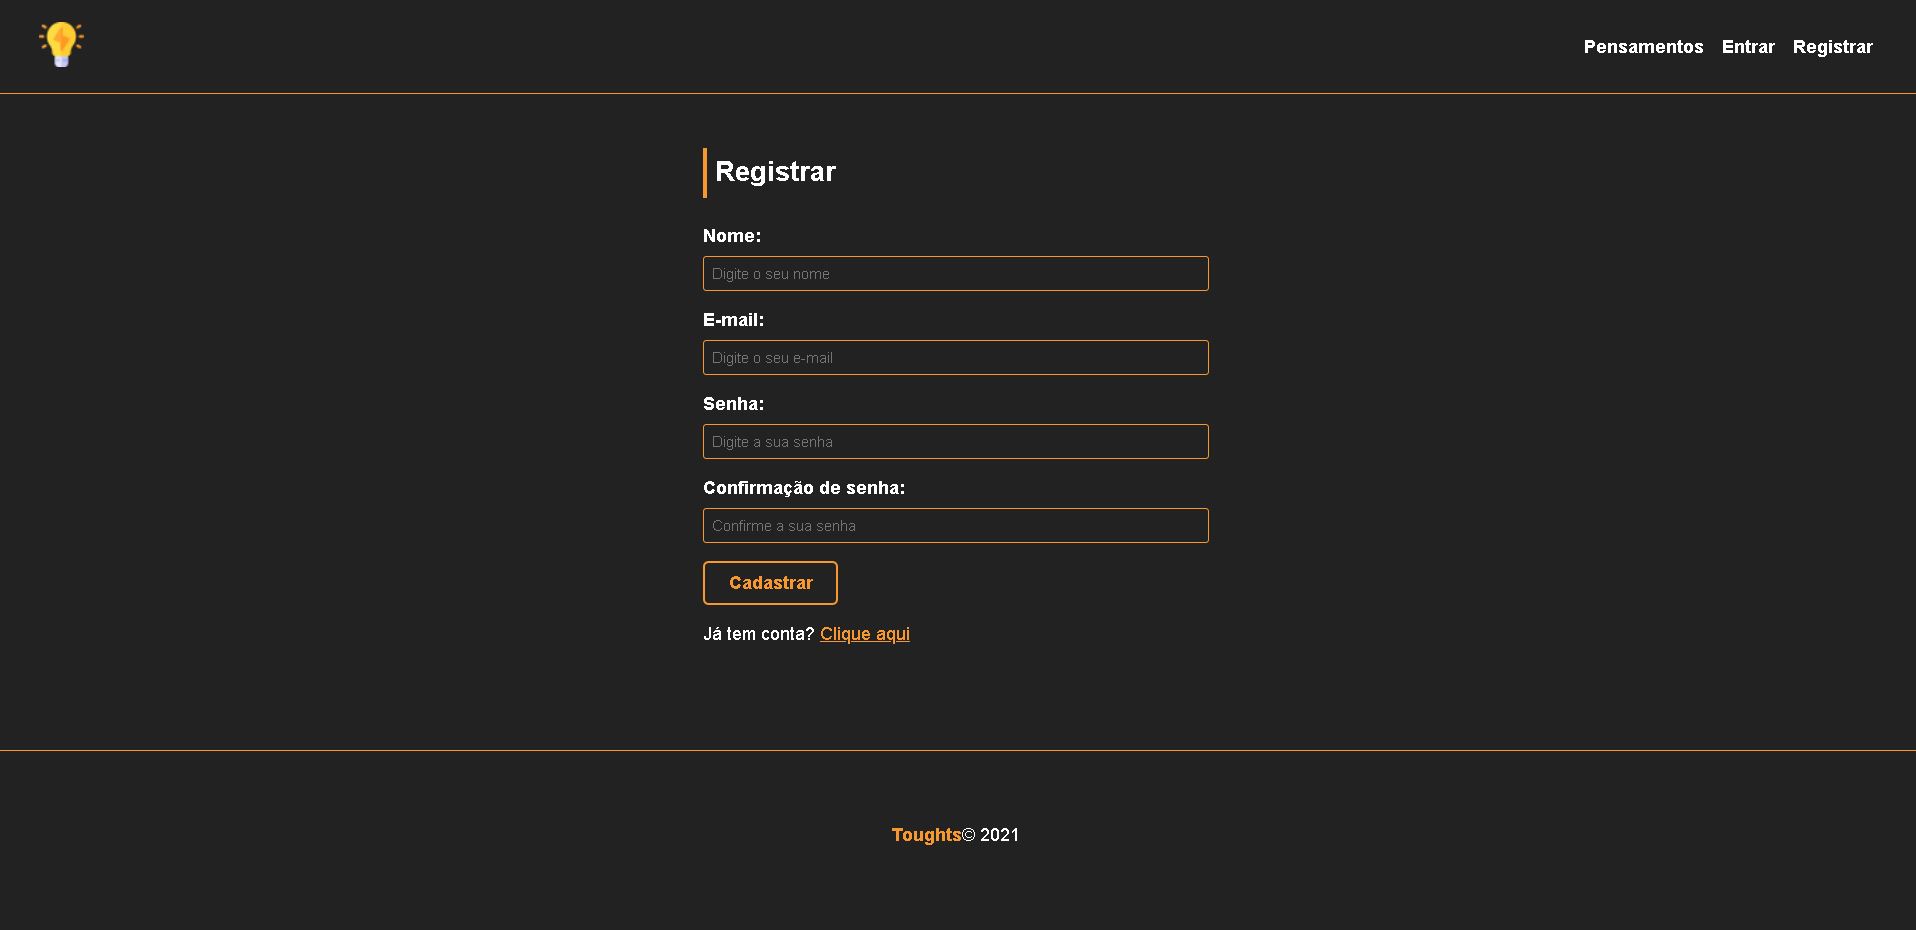 Pensamentos Entrar Registrar
Registrar
Nome:
Digite o seu nome
E-mail:
Digite o seu e-mail
Senha:
Digite a sua senha
Confirmação de senha:
Confirme a sua senha
Cadastrar
Já tem conta? Clique aqui
Toughts© 2021